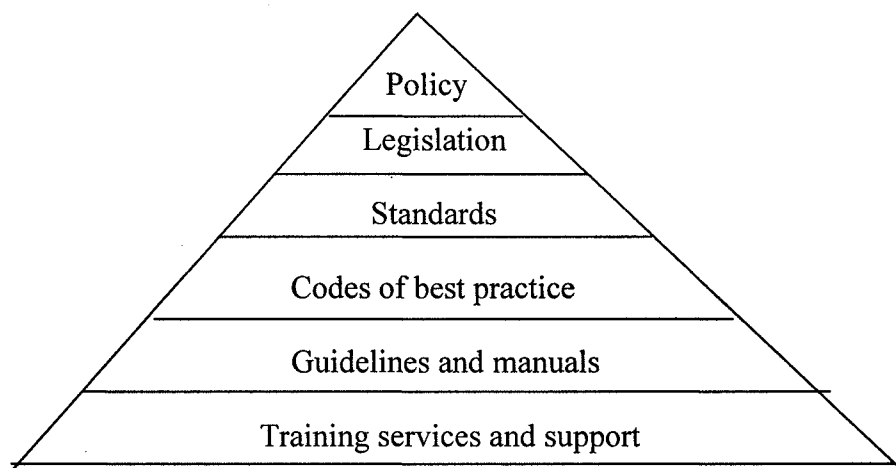 Policy
Legislation
Standards
Codes of best practice
Guidelines and manuals
Training services and support